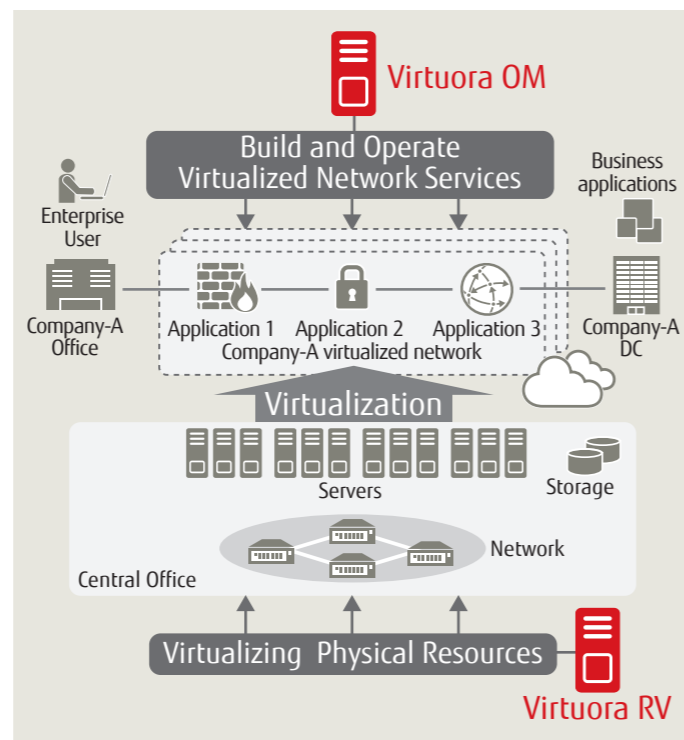 Virtuora OM
Build and Operate
Virtualized Network Services
Enterprise
User
Business
applications
Company-A
Office
Application 1
Application 2
Application 3
Company-A virtualized network
Company-A
DC
Virtualization
Servers
Storage
Network
Central Office
Virtualizing Physical Resources
Virtuora RV